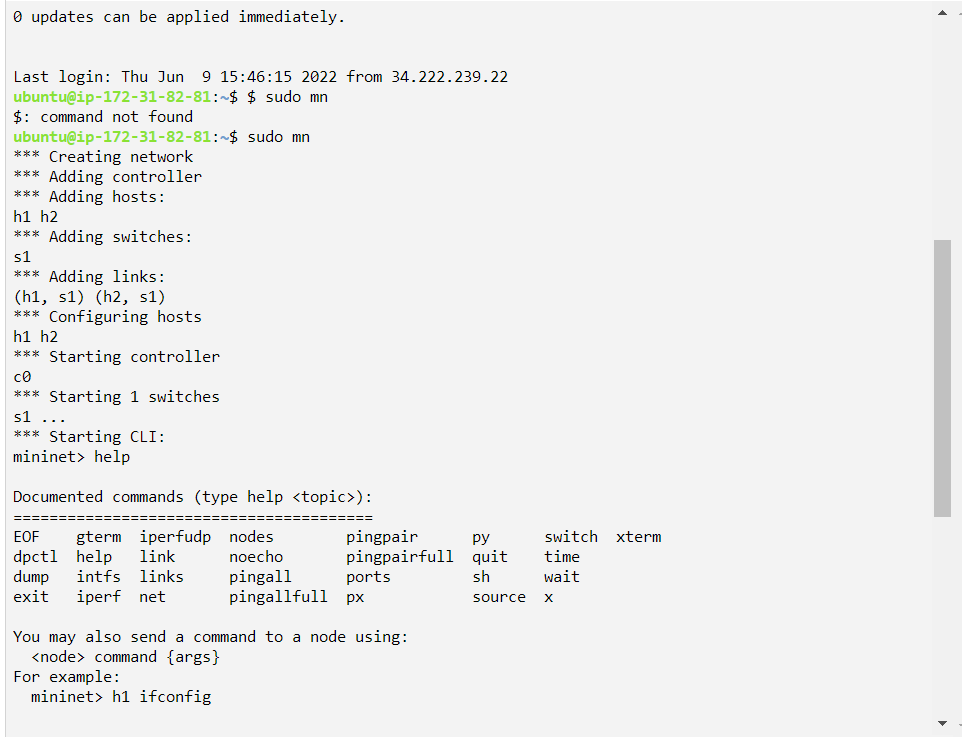 0 updates can be applied immediately.
Last login: Thu Jun  9 15:46:15 2022 from 34.222.239.22
ubuntu@ip-172-31-82-81:~$ $ sudo mn
$: command not found
ubuntu@ip-172-31-82-81:~$ sudo mn
*** Creating network
*** Adding controller
*** Adding hosts:
h1 h2
*** Adding switches:
s1
*** Adding links:
(h1, s1) (h2, s1)
*** Configuring hosts
h1 h2
*** Starting controller
c0
*** Starting 1 switches
s1 ...
*** Starting CLI:
mininet> help
Documented commands (type help <topic>):
========================================
EOF    gterm  iperfudp  nodes        pingpair      py      switch  xterm
dpctl  help   link      noecho       pingpairfull  quit    time
dump   intfs  links     pingall      ports         sh      wait
exit   iperf  net       pingallfull  px            source  x
You may also send a command to a node using:
  <node> command {args}
For example:
  mininet> h1 ifconfig